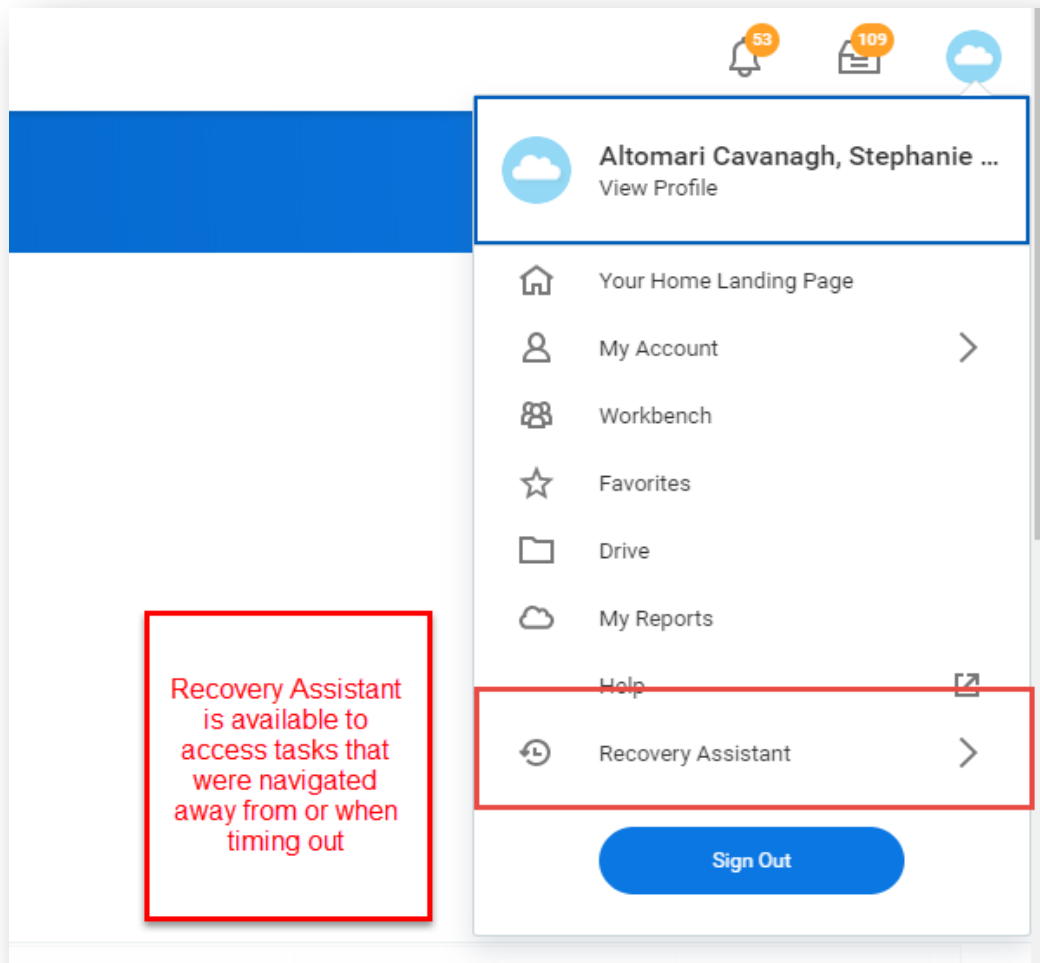 53
109
Altomari Cavanagh, Stephanie ...
View Profile
Your Home Landing Page
My Account
Workbench
Favorites
Drive
My Reports
Help
Recovery Assistant
Sign Out
Recovery Assistant
is available to
access tasks that
were navigated
away from or when
timing out